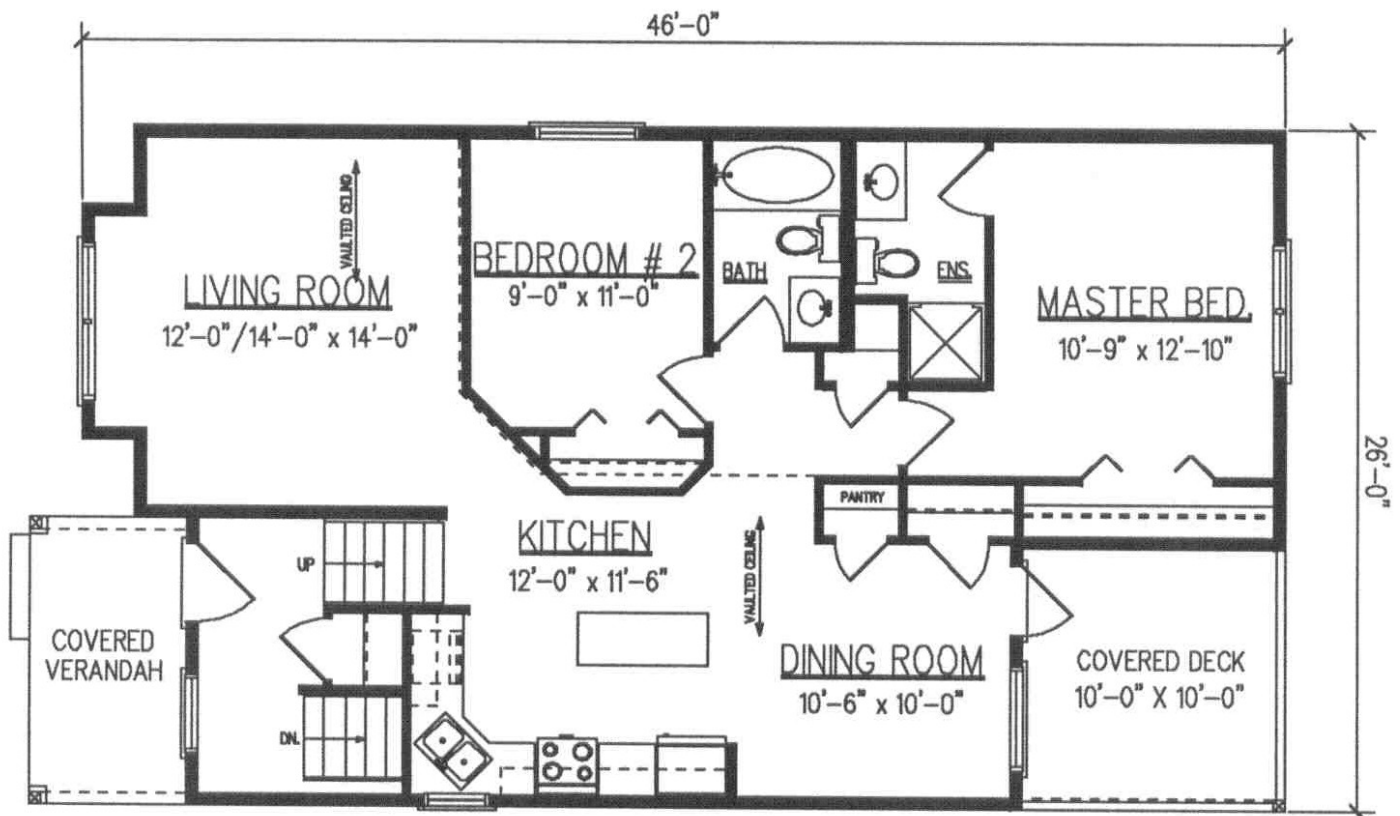 46'-0"
VAULTED CEILING
BEDROOM # 2
9'-0" x 11'-0"
BATH
ENS.
LIVING ROOM
12'-0"/14'-0" x 14'-0"
MASTER BED.
10'-9" x 12'-10"
26'-0"
PANTRY
KITCHEN
12'-0" x 11'-6"
VAULTED CEILING
UP
COVERED
VERANDAH
DINING ROOM
10'-6" x 10'-0"
COVERED DECK
10'-0" X 10'-0"
DN.